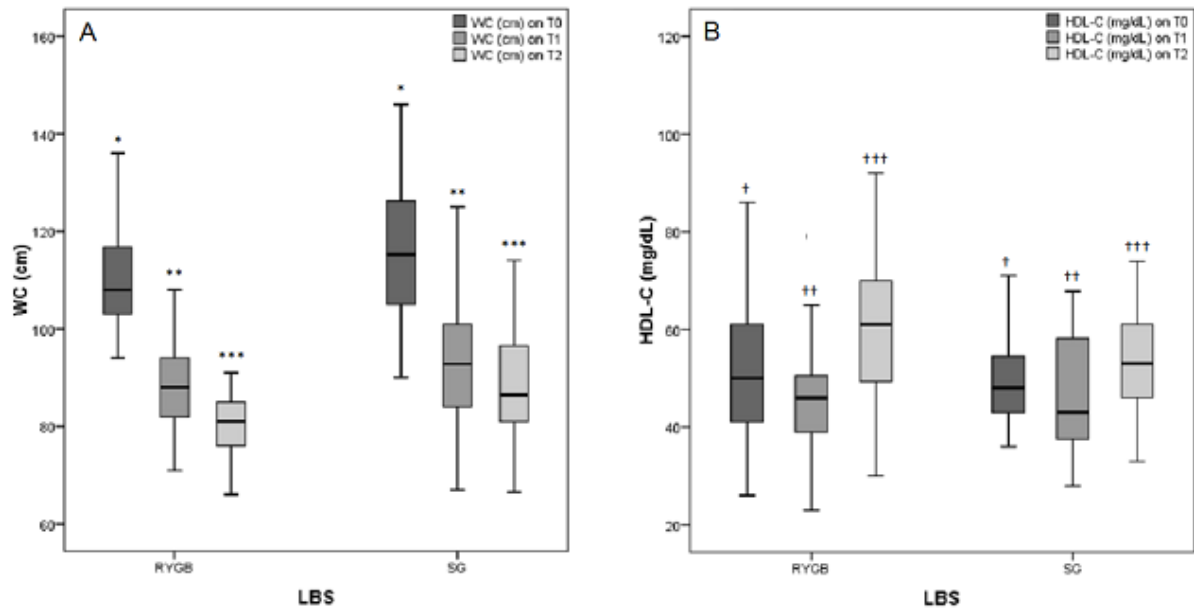 A
WC (cm) on T0
WC (cm) on T1
WC (cm) on T2
160
140
120
100
80
60
WC (cm)
*
**
***
*
**
***
RYGB
SG
LBS
B
HDL-C (mg/dL) on T0
HDL-C (mg/dL) on T1
HDL-C (mg/dL) on T2
120
100
80
60
40
20
HDL-C (mg/dL)
†
††
†††
†
††
†††
RYGB
SG
LBS